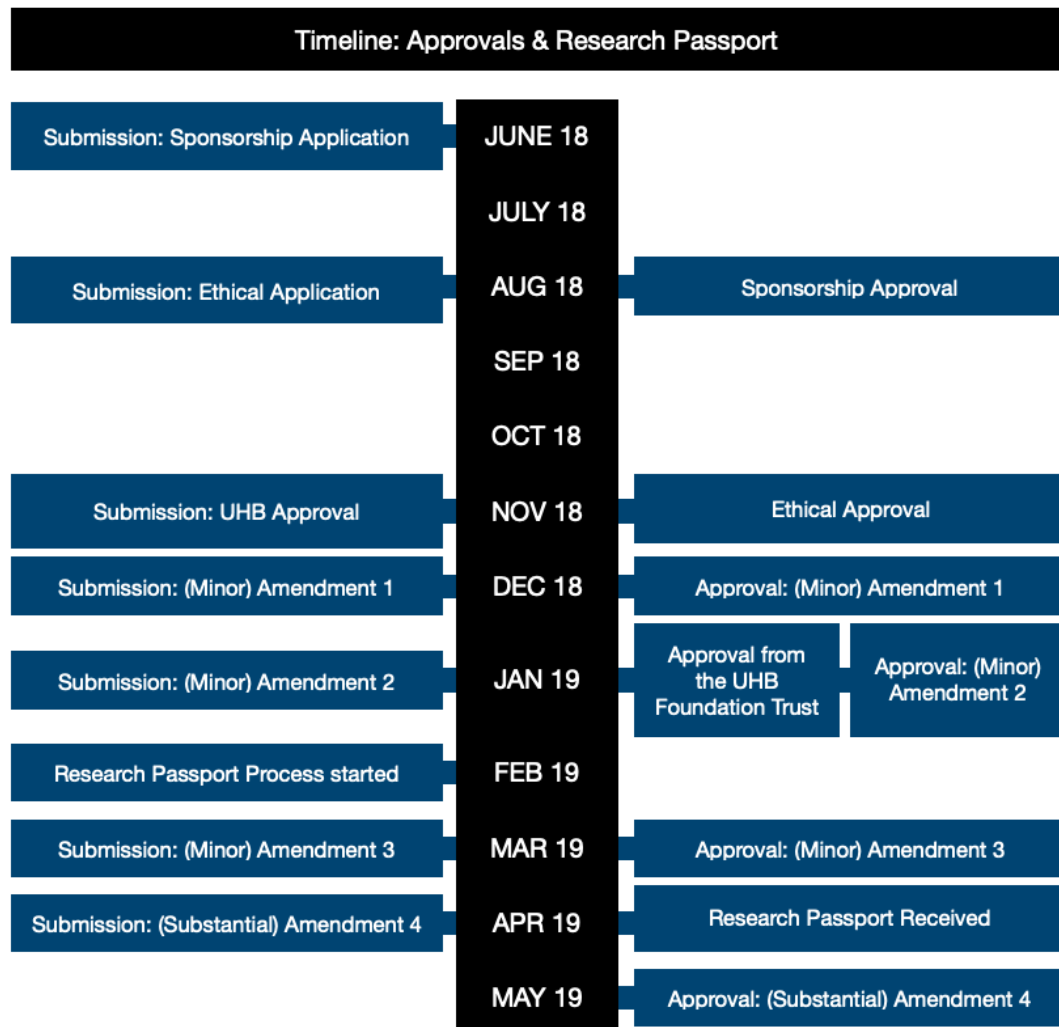 Timeline: Approvals & Research Passport
Submission: Sponsorship Application
JUNE 18
JULY 18
Submission: Ethical Application
AUG 18
Sponsorship Approval
SEP 18
OCT 18
Submission: UHB Approval
NOV 18
Ethical Approval
Submission: (Minor) Amendment 1
DEC 18
Approval: (Minor) Amendment 1
Submission: (Minor) Amendment 2
JAN 19
Approval from
the UHB
Foundation Trust
Approval: (Minor)
Amendment 2
Research Passport Process started
FEB 19
Submission: (Minor) Amendment 3
MAR 19
Approval: (Minor) Amendment 3
Submission: (Substantial) Amendment 4
APR 19
Research Passport Received
MAY 19
Approval: (Substantial) Amendment 4